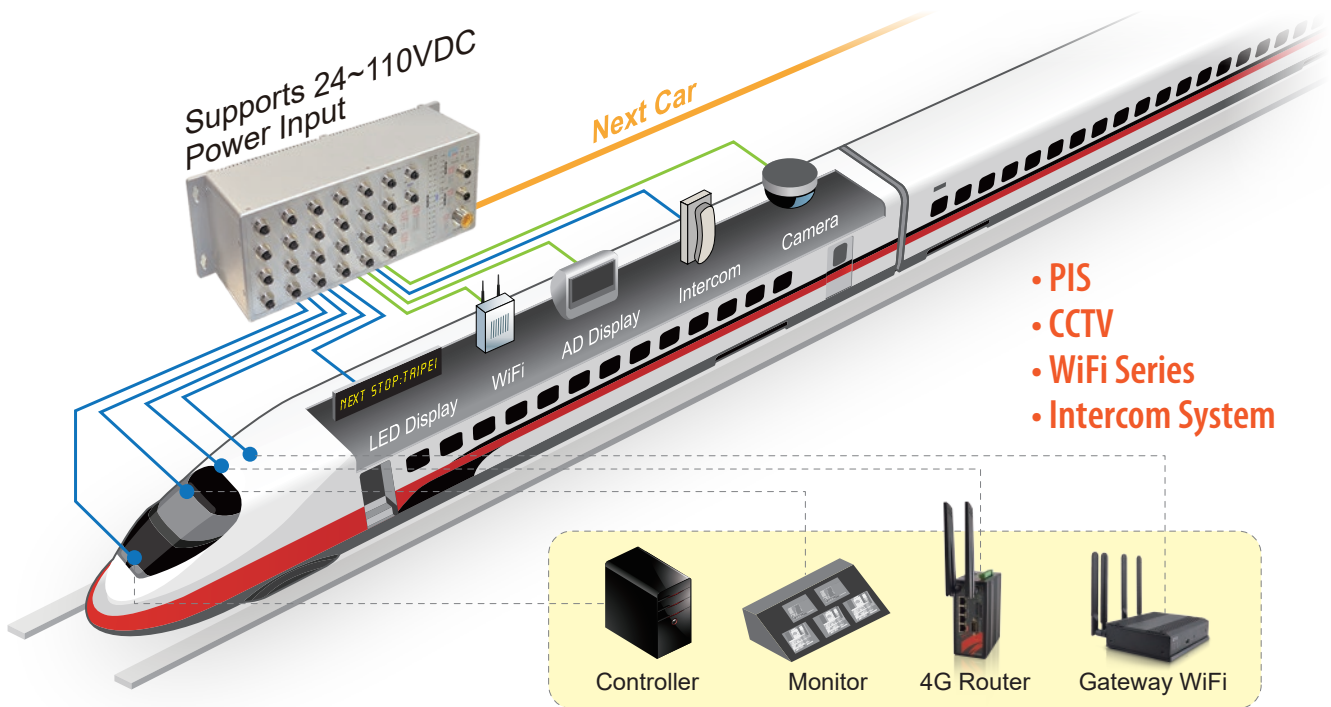 Supports 24~110VDC
Power Input
Next Car
Camera
Intercom
AD Display
WiFi
NEXT STOP:TAIPEI
LED Display
• PIS
• CCTV
• WiFi Series
• Intercom System
Controller
Monitor
4G Router
Gateway WiFi